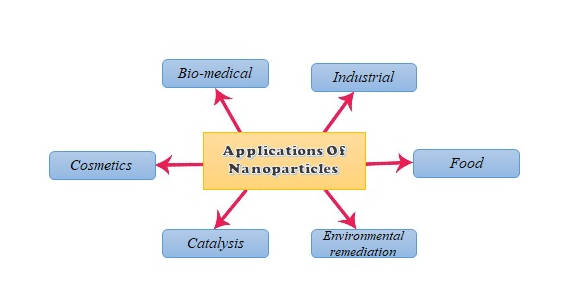 Bio-medical
Industrial
Applications Of
Nanoparticles
Cosmetics
Food
Catalysis
Environmental
remediation